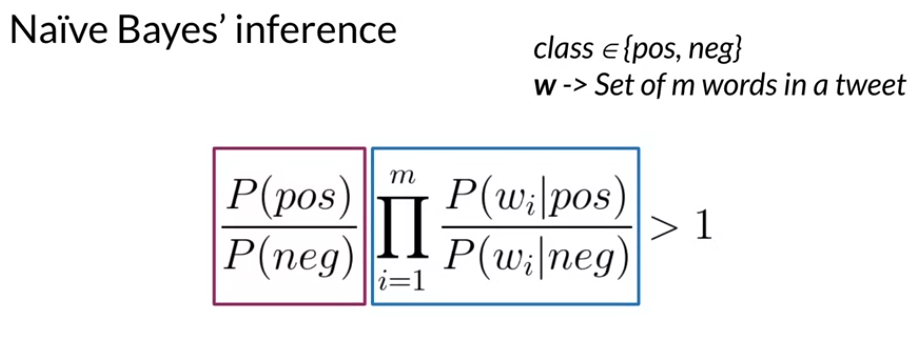 Naïve Bayes' inference
class ∈{pos, neg}
w -> Set of m words in a tweet
P(pos) / P(neg) ∏_{i=1}^{m} P(w_i|pos) / P(w_i|neg) > 1